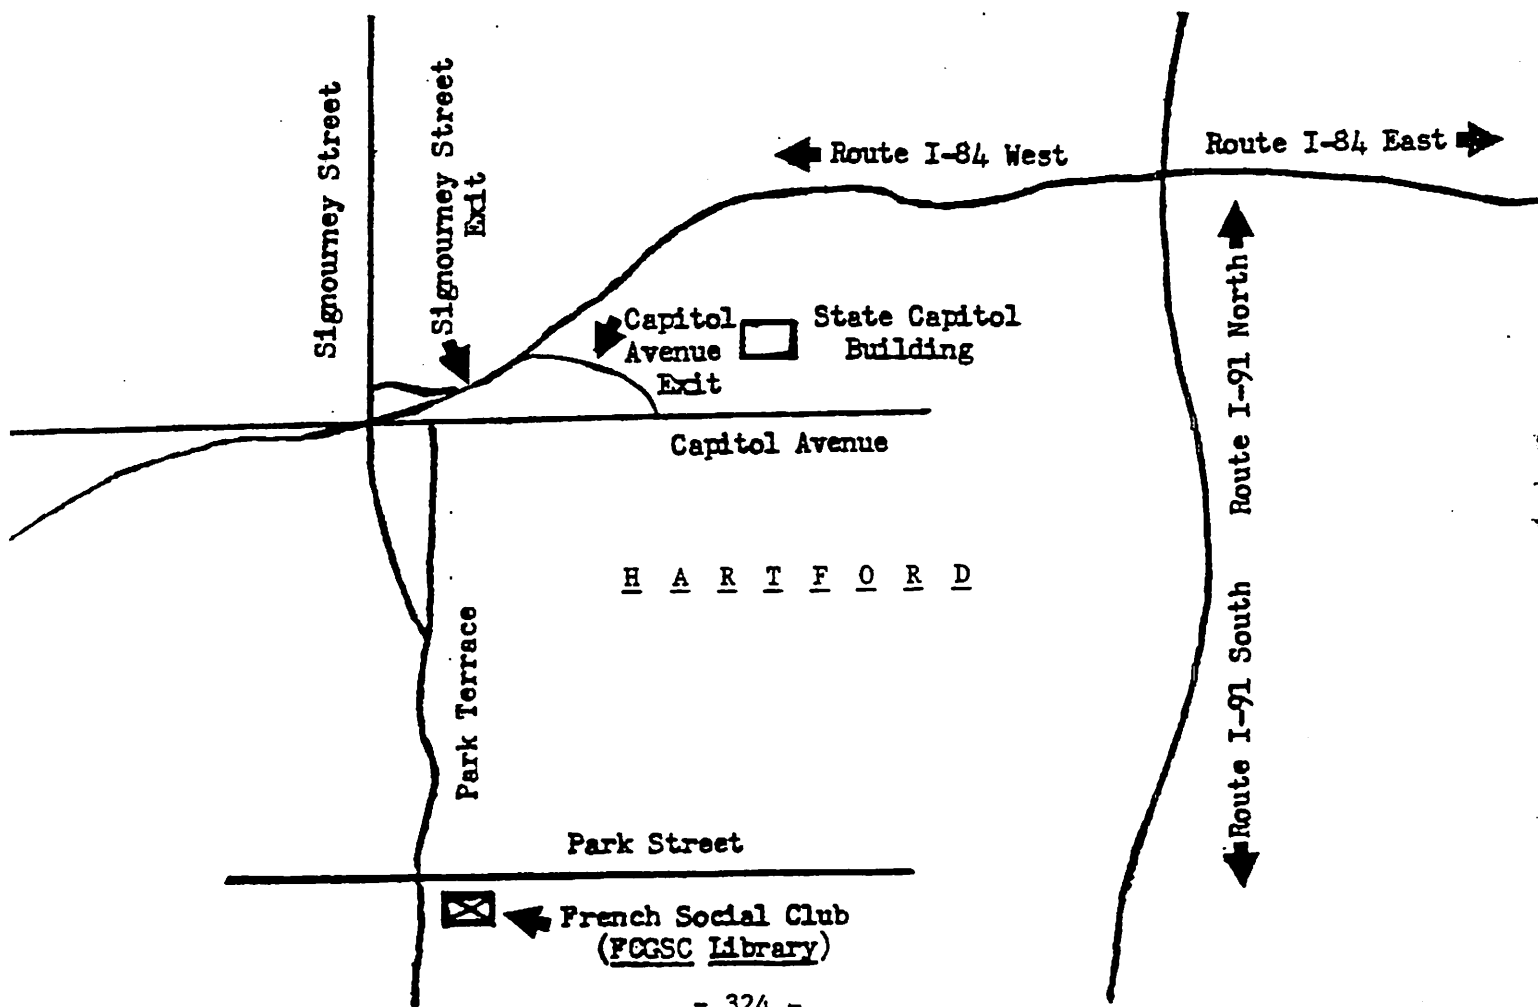 Signourney Street
Signourney Street
Exit
Route I-84 West
Route I-84 East
Capitol
Avenue
Exit
State Capitol
Building
Capitol Avenue
Route I-91 North
Route I-91 South
H A R T F O R D
Park Terrace
Park Street
French Social Club
(FCGSC Library)
- 324 -